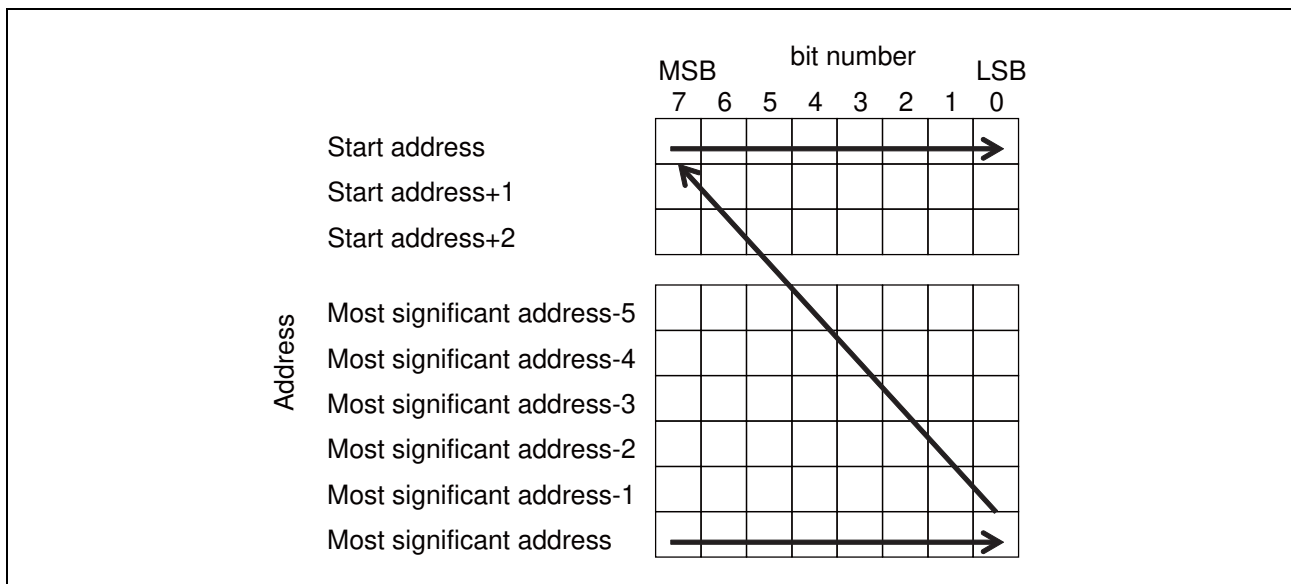 bit number
MSB LSB
7 6 5 4 3 2 1 0
Start address
Start address+1
Start address+2
Address
Most significant address-5
Most significant address-4
Most significant address-3
Most significant address-2
Most significant address-1
Most significant address